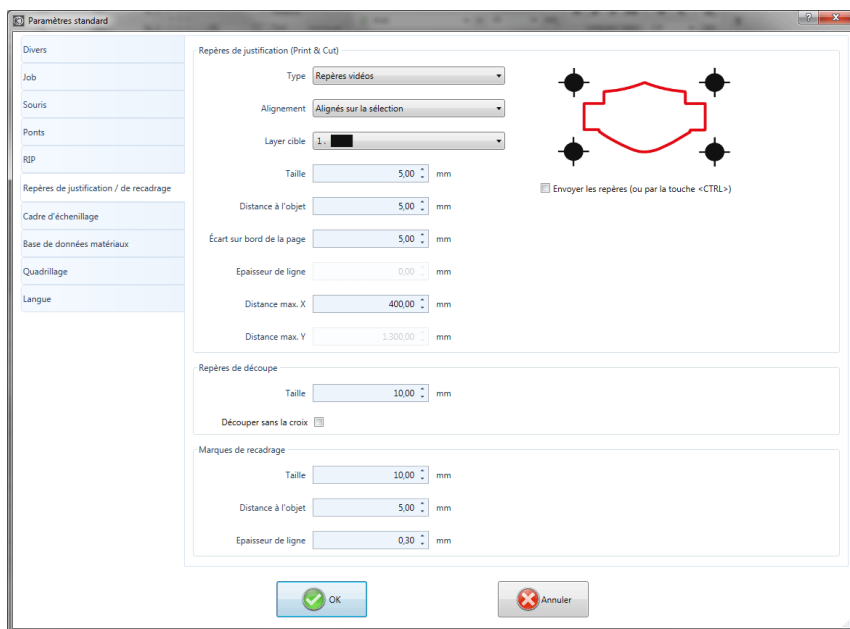 Paramètres standard
Divers
Job
Souris
Ponts
RIP
Repères de justification / de recadrage
Cadre d'échenillage
Base de données matériaux
Quadrillage
Langue
Repères de justification (Print & Cut)
Type Repères vidéos
Alignement Alignés sur la sélection
Layer cible 1.
Taille 5,00 mm
Distance à l'objet 5,00 mm
Écart sur bord de la page 5,00 mm
Epaisseur de ligne 0,00 mm
Distance max. X 400,00 mm
Distance max. Y 1.300,00 mm
Envoyer les repères (ou par la touche <CTRL>)
Repères de découpe
Taille 10,00 mm
Découper sans la croix
Marques de recadrage
Taille 10,00 mm
Distance à l'objet 5,00 mm
Epaisseur de ligne 0,30 mm
OK
Annuler